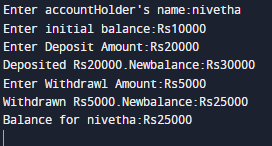 Enter accountHolder's name:nivetha
Enter initial balance:Rs10000
Enter Deposit Amount:Rs20000
Deposited Rs20000.Newbalance:Rs30000
Enter Withdrawl Amount:Rs5000
Withdrawn Rs5000.Newbalance:Rs25000
Balance for nivetha:Rs25000